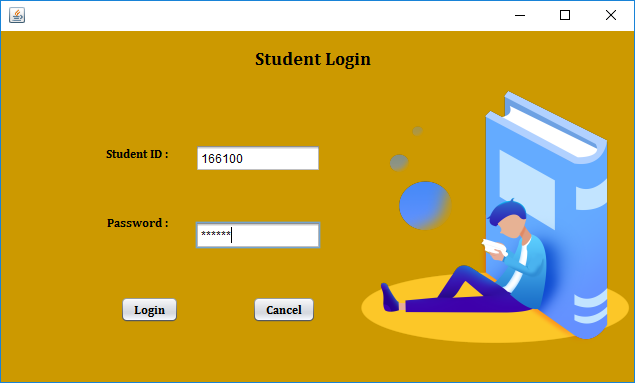 Student Login
Student ID : 166100
Password : ******
Login Cancel